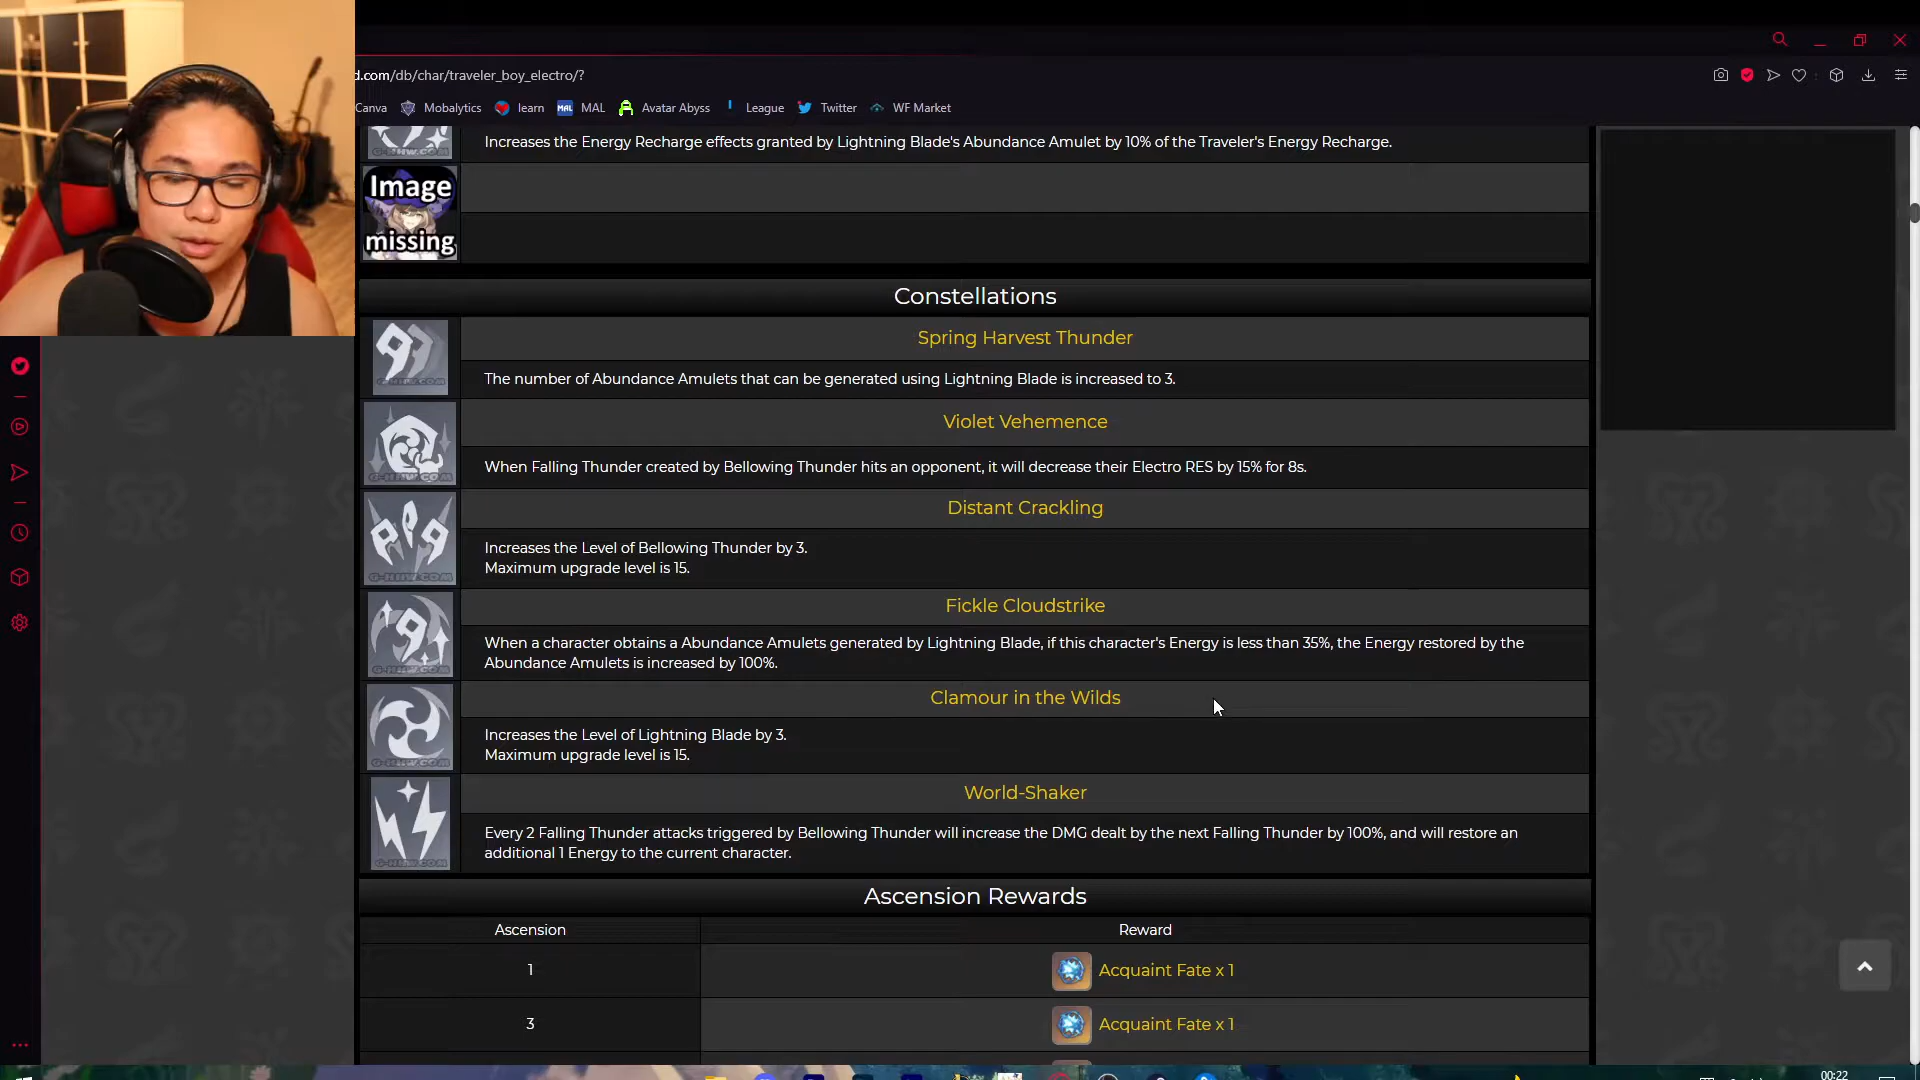 d.com/db/char/traveler_boy_electro/?
Canva Mobalytics learn MAL MAL Avatar Abyss League Twitter WF Market
Increases the Energy Recharge effects granted by Lightning Blade's Abundance Amulet by 10% of the Traveler's Energy Recharge.
Image
missing
Constellations
Spring Harvest Thunder
The number of Abundance Amulets that can be generated using Lightning Blade is increased to 3.
Violet Vehemence
When Falling Thunder created by Bellowing Thunder hits an opponent, it will decrease their Electro RES by 15% for 8s.
Distant Crackling
Increases the Level of Bellowing Thunder by 3.
Maximum upgrade level is 15.
Fickle Cloudstrike
When a character obtains a Abundance Amulets generated by Lightning Blade, if this character's Energy is less than 35%, the Energy restored by the
Abundance Amulets is increased by 100%.
Clamour in the Wilds
Increases the Level of Lightning Blade by 3.
Maximum upgrade level is 15.
World-Shaker
Every 2 Falling Thunder attacks triggered by Bellowing Thunder will increase the DMG dealt by the next Falling Thunder by 100%, and will restore an
additional 1 Energy to the current character.
Ascension Rewards
Ascension Reward
1 Acquaint Fate x 1
3 Acquaint Fate x 1
00:22